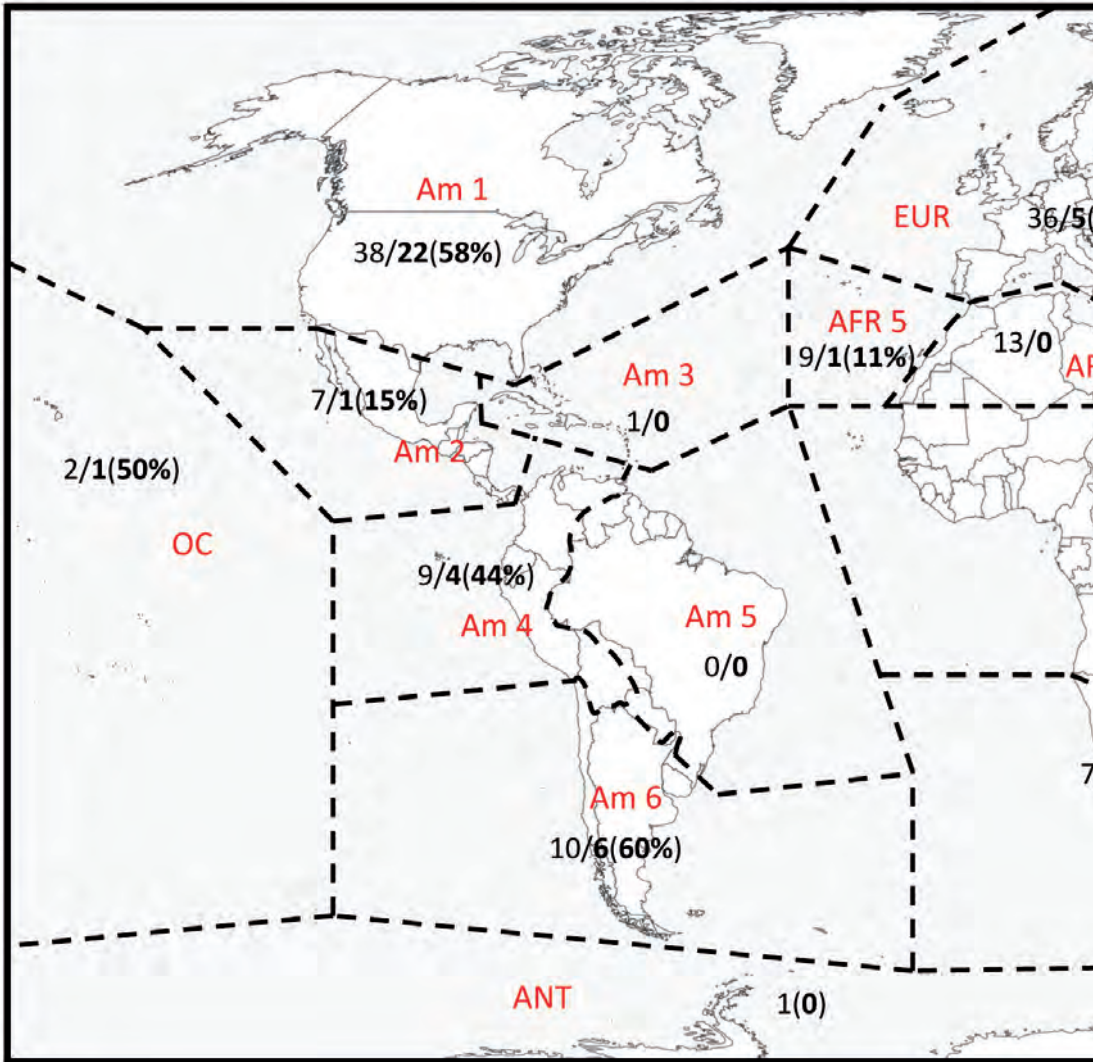 Am 1
38/22(58%)
EUR
36/5(
AFR 5
9/1(11%)
13/0
AF
Am 3
1/0
7/1(15%)
Am 2
2/1(50%)
OC
9/4(44%)
Am 4
Am 5
0/0
7
Am 6
10/6(60%)
ANT
1(0)